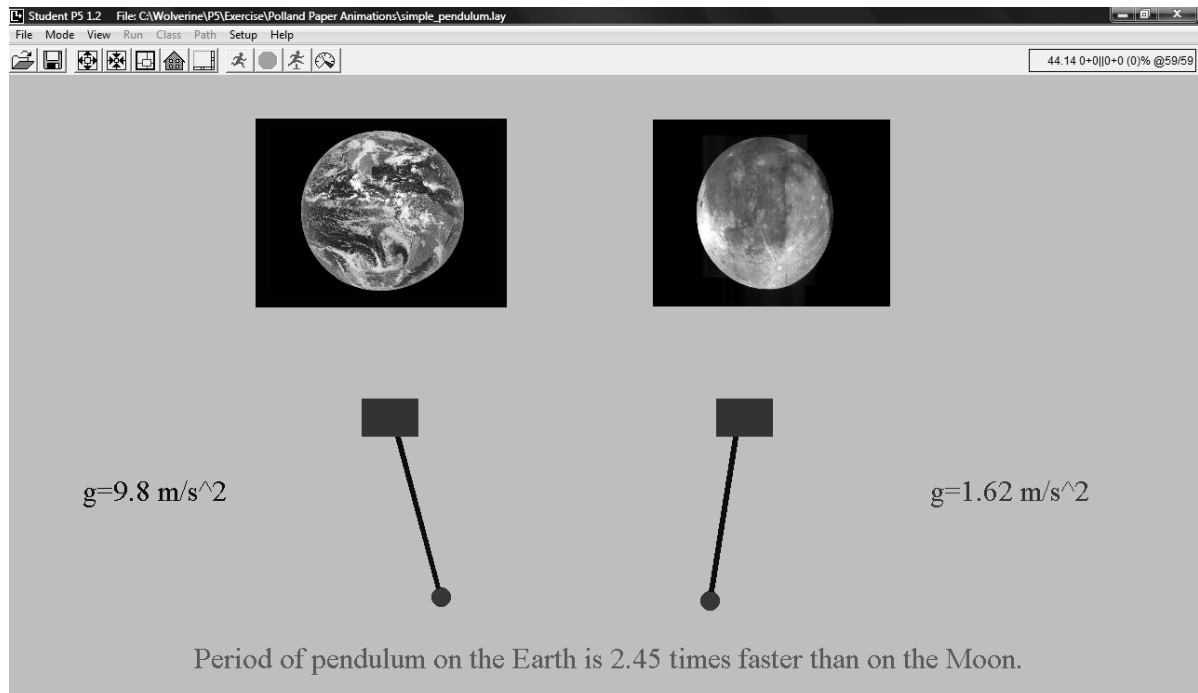 Student P5 1.2 File: C:\Wolverine\P5\Exercise\Polland Paper Animations\simple_pendulum.lay
File Mode View Run Class Path Setup Help
44.14 0+0||0+0 (0)% @59/59
g=9.8 m/s^2
g=1.62 m/s^2
Period of pendulum on the Earth is 2.45 times faster than on the Moon.